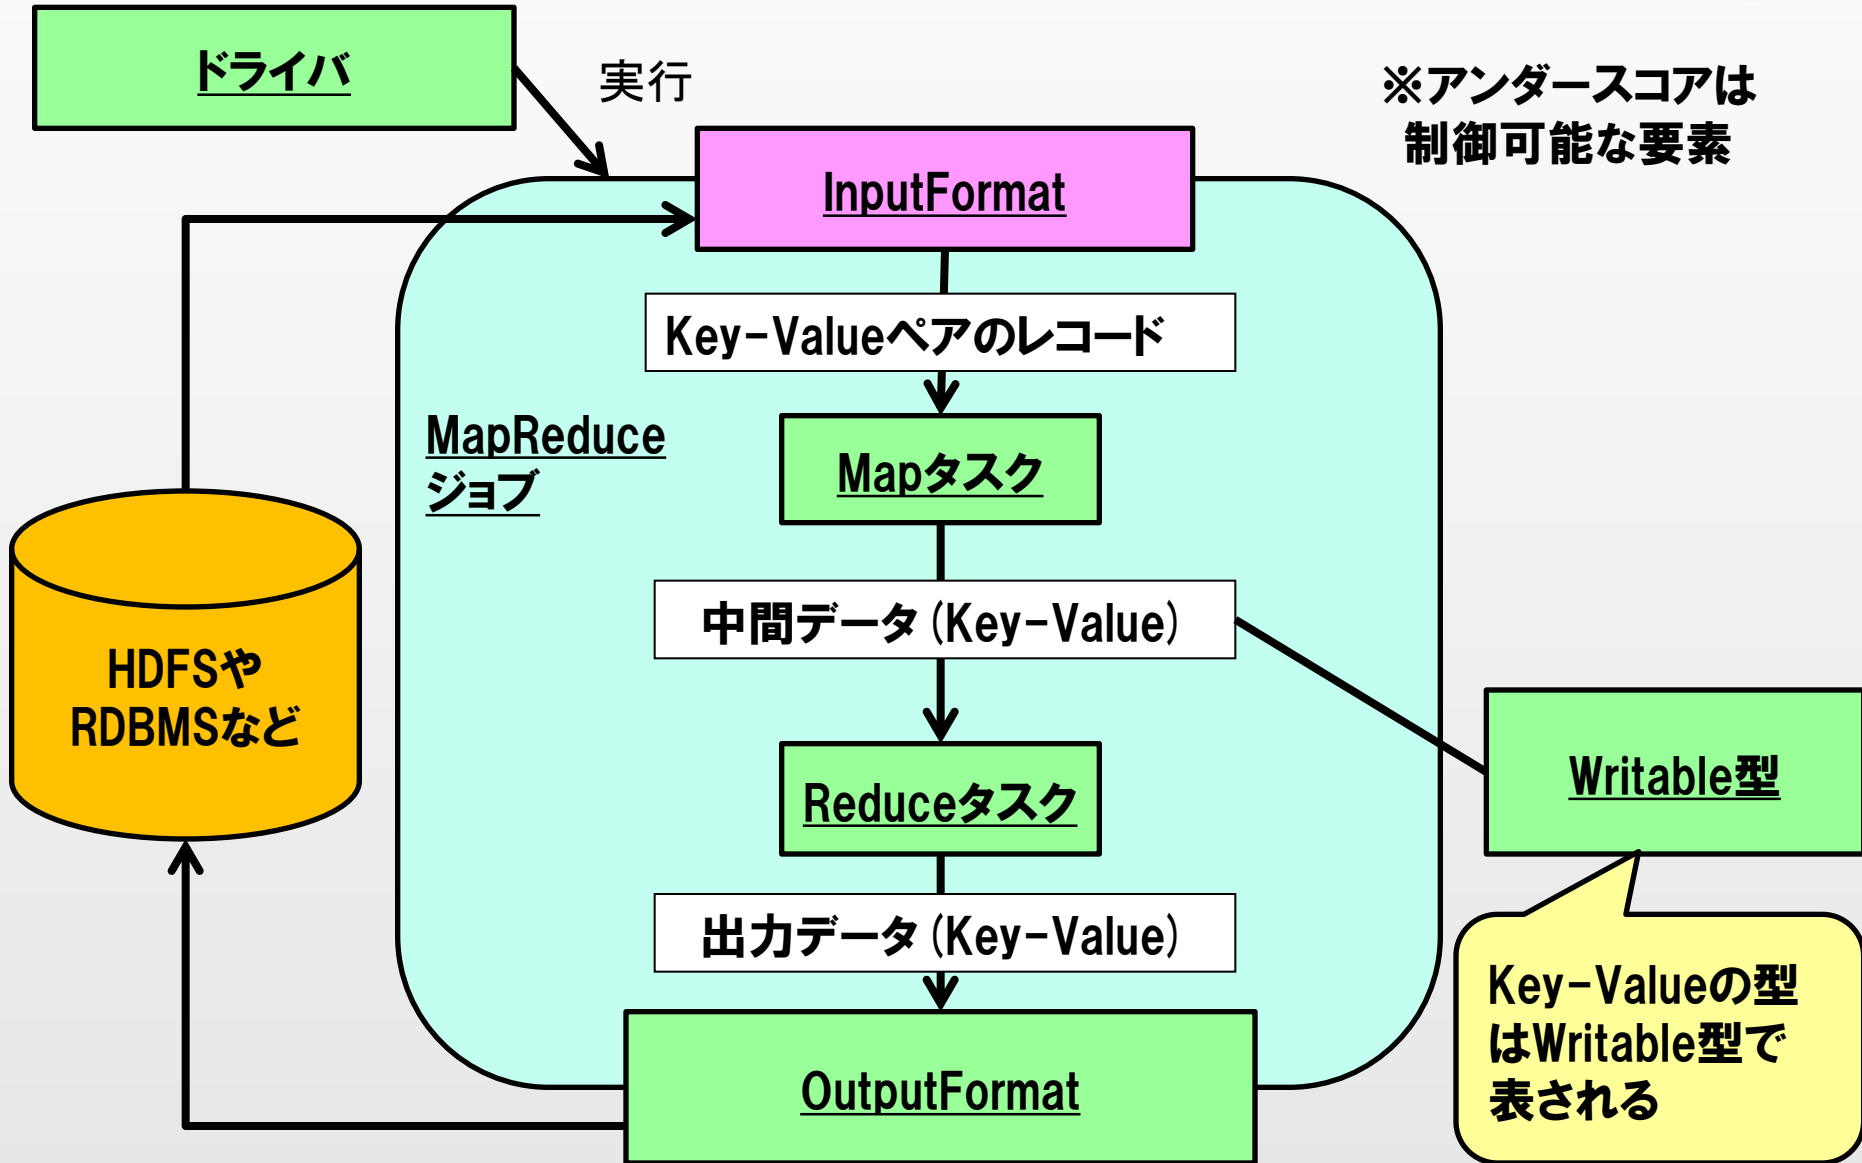 ドライバ
実行
※アンダースコアは
制御可能な要素
InputFormat
Key-Valueペアのレコード
MapReduce
ジョブ
Mapタスク
中間データ(Key-Value)
HDFSや
RDBMSなど
Writable型
Reduceタスク
出力データ(Key-Value)
Key-Valueの型
はWritable型で
表される
OutputFormat